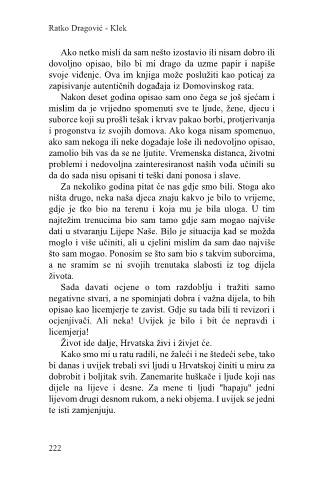 Ratko Dragović - Klek
Ako netko misli da sam nešto izostavio ili nisam dobro ili
dovoljno opisao, bilo bi mi drago da uzme papir i napiše
svoje viđenje. Ova im knjiga može poslužiti kao poticaj za
zapisivanje autentičnih događaja iz Domovinskog rata.
Nakon deset godina opisao sam ono čega se još sjećam i
mislim da je vrijedno spomenuti sve te ljude, žene, djecu i
suborce koji su prošli težak i krvav pakao borbi, protjerivanja
i progonstva iz svojih domova. Ako koga nisam spomenuo,
ako sam nekoga ili neke događaje loše ili nedovoljno opisao,
zamolio bih vas da se ne ljutite. Vremenska distanca, životni
problemi i nedovoljna zainteresiranost naših vođa učinili su
da do sada nisu opisani ti teški dani ponosa i slave.
Za nekoliko godina pitat će nas gdje smo bili. Stoga ako
ništa drugo, neka naša djeca znaju kakvo je bilo to vrijeme,
gdje je tko bio na terenu i koja mu je bila uloga. U tim
najtežim trenucima bio sam tamo gdje sam mogao najviše
dati u stvaranju Lijepe Naše. Bilo je situacija kad se možda
moglo i više učiniti, ali u cjelini mislim da sam dao najviše
što sam mogao. Ponosim se što sam bio s takvim suborcima,
a ne sramim se ni svojih trenutaka slabosti iz tog dijela
života.
Sada davati ocjene o tom razdoblju i tražiti samo
negativne stvari, a ne spominjati dobra i važna dijela, to bih
opisao kao licemjerje te zavist. Gdje su tada bili ti revizori i
ocjenjivači. Ali neka! Uvijek je bilo i bit će nepravdi i
licemjerja!
Život ide dalje, Hrvatska živi i živjet će.
Kako smo mi u ratu radili, ne žaleći i ne štedeći sebe, tako
bi danas i uvijek trebali svi ljudi u Hrvatskoj činiti u miru za
dobrobit i boljitak svih. Zanemarite huškače i ljude koji nas
dijele na lijeve i desne. Za mene ti ljudi "hapaju" jedni
lijevom drugi desnom rukom, a neki objema. I uvijek se jedni
te isti zamjenjuju.
222